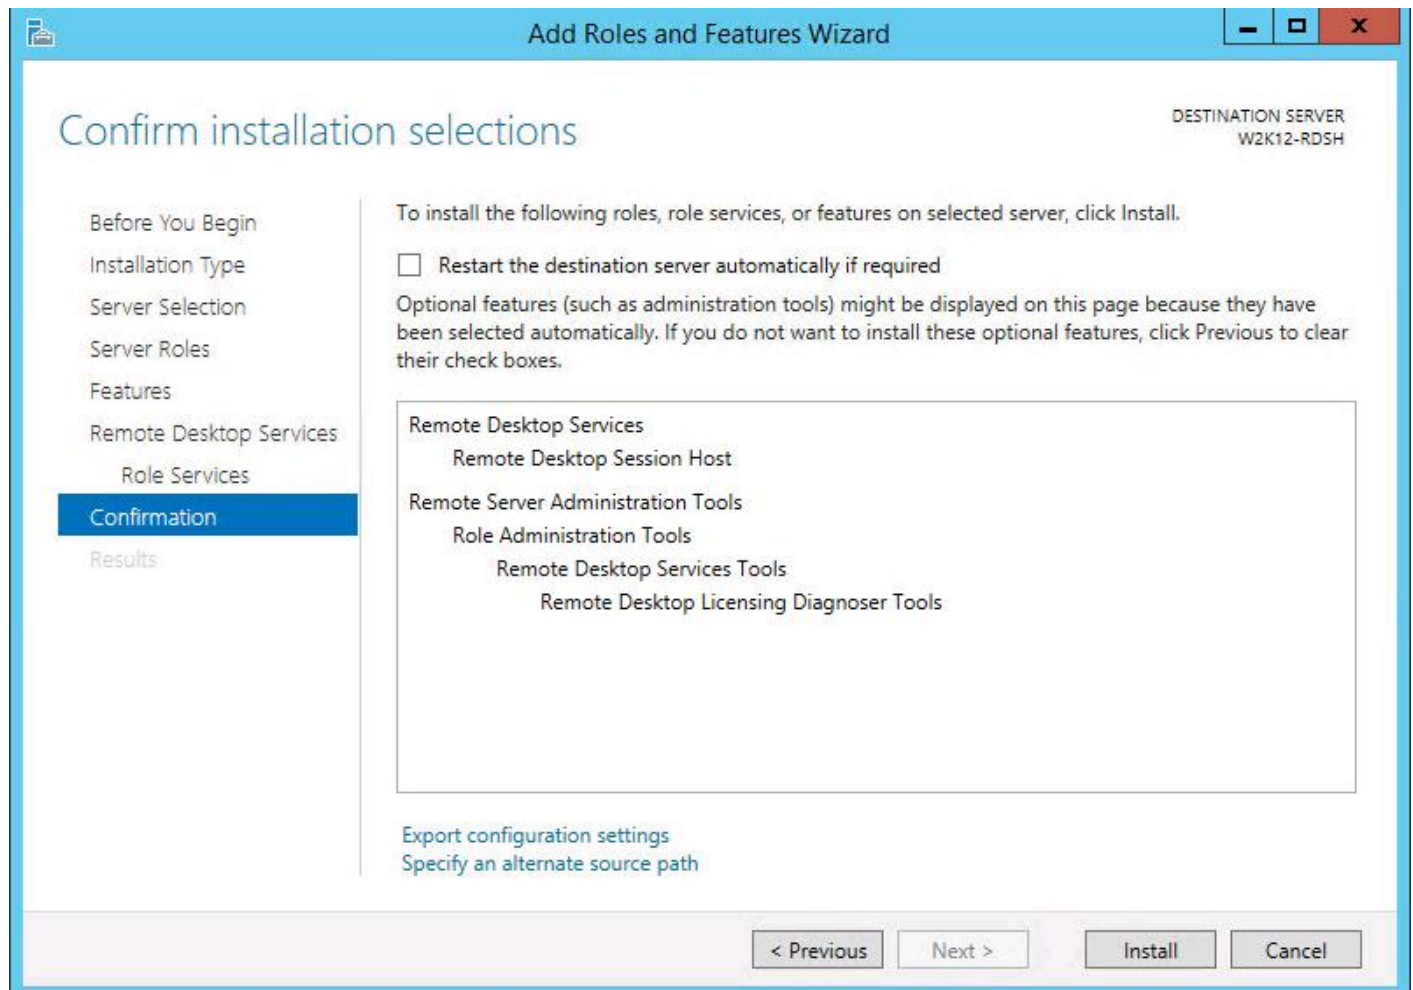 Add Roles and Features Wizard
Confirm installation selections
DESTINATION SERVER
W2K12-RDSH
Before You Begin
Installation Type
Server Selection
Server Roles
Features
Remote Desktop Services
Role Services
Confirmation
Results
To install the following roles, role services, or features on selected server, click Install.
Restart the destination server automatically if required
Optional features (such as administration tools) might be displayed on this page because they have
been selected automatically. If you do not want to install these optional features, click Previous to clear
their check boxes.
Remote Desktop Services
Remote Desktop Session Host
Remote Server Administration Tools
Role Administration Tools
Remote Desktop Services Tools
Remote Desktop Licensing Diagnoser Tools
Export configuration settings
Specify an alternate source path
< Previous
Next >
Install
Cancel